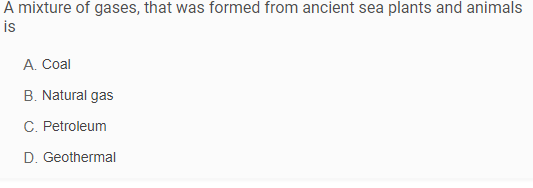 A mixture of gases, that was formed from ancient sea plants and animals
is
A. Coal
B. Natural gas
C. Petroleum
D. Geothermal